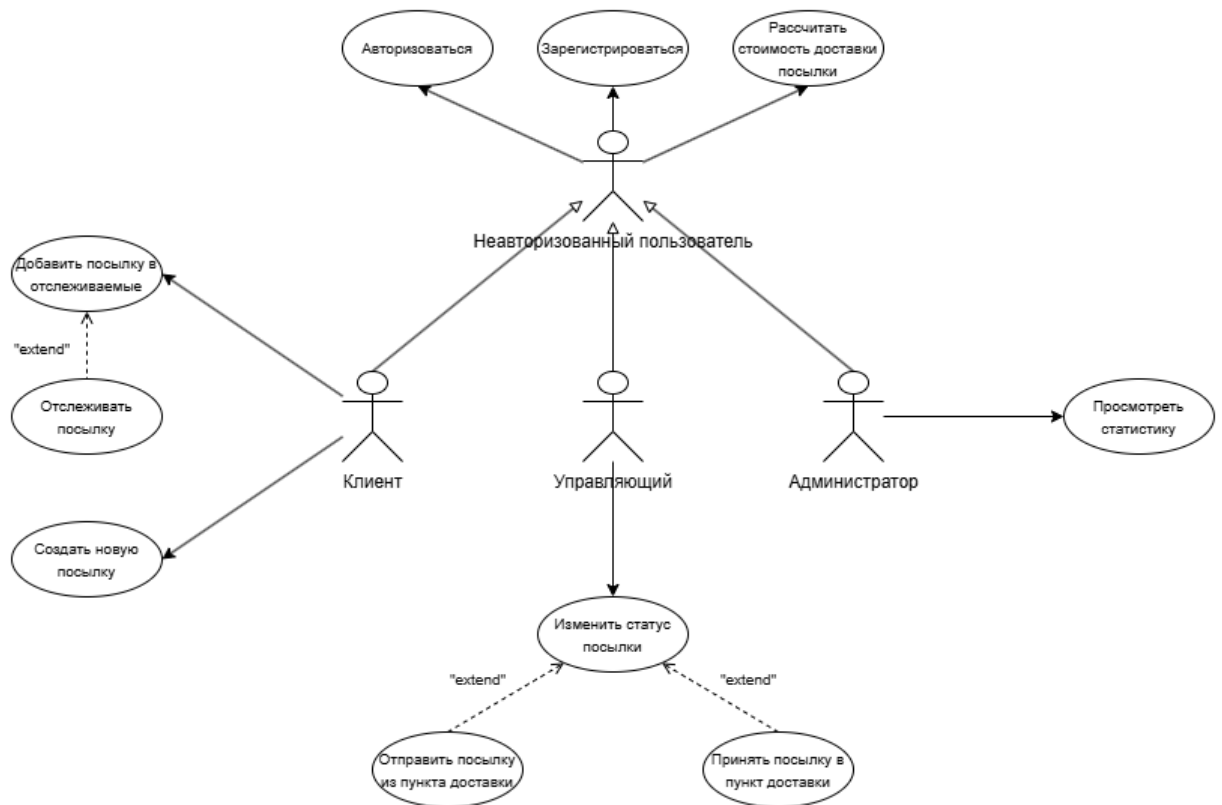 Авторизоваться
Зарегистрироваться
Рассчитать
стоимость доставки
посылки
Неавторизованный пользователь
Добавить посылку в
отслеживаемые
"extend"
Отслеживать
посылку
Клиент
Управляющий
Администратор
Просмотреть
статистику
Создать новую
посылку
Изменить статус
посылки
"extend"
"extend"
Отправить посылку
из пункта доставки
Принять посылку в
пункт доставки